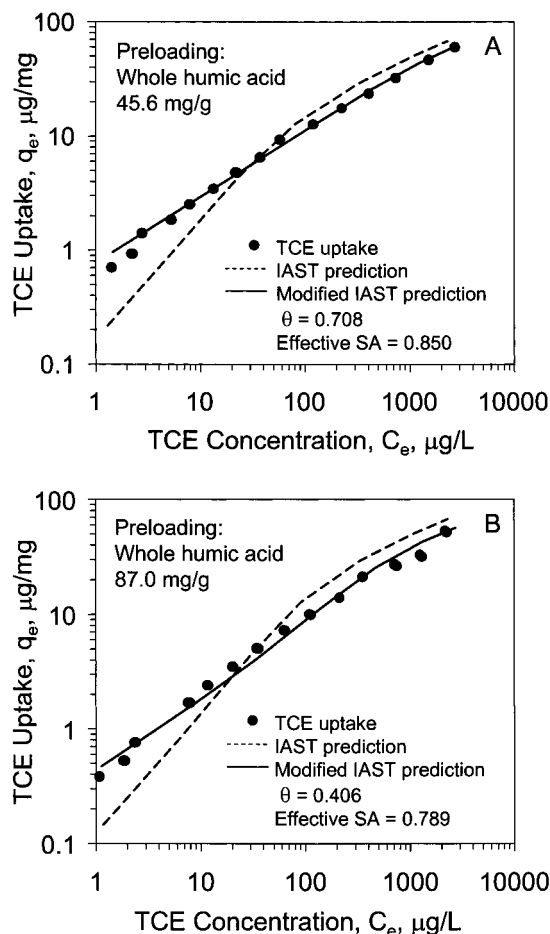 A
Preloading:
Whole humic acid
45.6 mg/g
TCE Uptake, qₑ, μg/mg
100
10
1
0.1
TCE uptake
IAST prediction
Modified IAST prediction
θ = 0.708
Effective SA = 0.850
1 10 100 1000 10000
TCE Concentration, Cₑ, μg/L
B
Preloading:
Whole humic acid
87.0 mg/g
TCE Uptake, qₑ, μg/mg
100
10
1
0.1
TCE uptake
IAST prediction
Modified IAST prediction
θ = 0.406
Effective SA = 0.789
1 10 100 1000 10000
TCE Concentration, Cₑ, μg/L